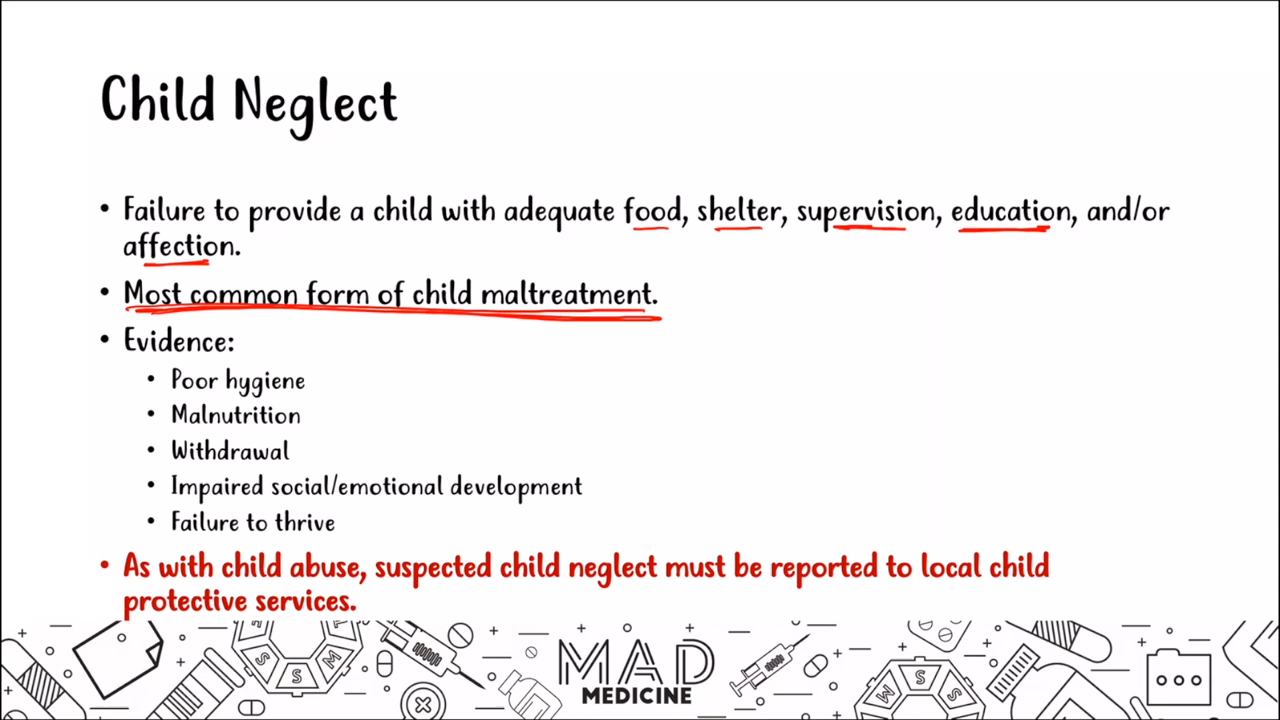 Child Neglect
• Failure to provide a child with adequate food, shelter, supervision, education, and/or
affection.
• Most common form of child maltreatment.
• Evidence:
• Poor hygiene
• Malnutrition
• Withdrawal
• Impaired social/emotional development
• Failure to thrive
• As with child abuse, suspected child neglect must be reported to local child
protective services.
MAD
MEDICINE